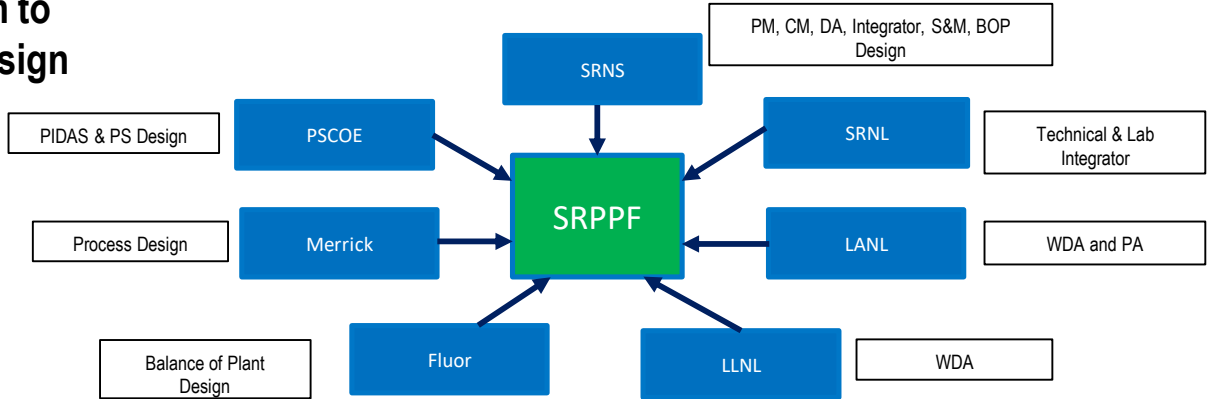 n to
sign
PM, CM, DA, Integrator, S&M, BOP
Design
SRNS
PIDAS & PS Design
PSCOE
SRNL
Technical & Lab
Integrator
SRPPF
Process Design
Merrick
LANL
WDA and PA
Balance of Plant
Design
Fluor
LLNL
WDA